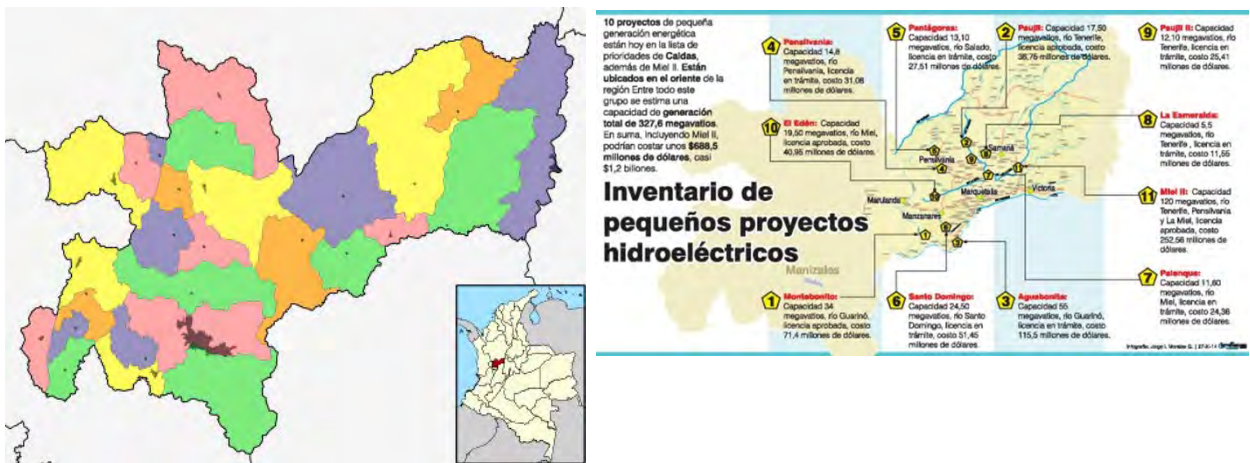 10 proyectos de pequeña
generación energética
están hoy en la lista de
prioridades de Caldas,
además de Miel II. Están
ubicados en el oriente de la
región Entre todo este
grupo se estima una
capacidad de generación
total de 327,6 megavatios.
En suma, incluyendo Miel II,
podrían costar unos $688,5
millones de dólares, casi
$1,2 billones.
Inventario de
pequeños proyectos
hidroeléctricos
4
Pensilvania:
Capacidad 14,8
megavatios, río
Pensilvania, licencia
en trámite, costo 31,08
millones de dólares.
5
Pantágoras:
Capacidad 13,10
megavatios, río Salado,
licencia en trámite, costo
27,51 millones de dólares.
2
Paujil: Capacidad 17,50
megavatios, río Tenerife,
licencia aprobada, costo
36,75 millones de dólares.
9
Paujil II: Capacidad
12,10 megavatios, río
Tenerife, licencia en
trámite, costo 25,41
millones de dólares.
10
El Edén: Capacidad
19,50 megavatios, río Miel,
licencia aprobada, costo
40,95 millones de dólares.
8
La Esmeralda:
Capacidad 5,5
megavatios, río
Tenerife, licencia en
trámite, costo 11,55
millones de dólares.
11
Miel II: Capacidad
120 megavatios, río
Tenerife, Pensilvania
y La Miel, licencia
aprobada, costo
252,56 millones de
dólares.
7
Palenque:
Capacidad 11,60
megavatios, río
Miel, licencia en
trámite, costo 24,36
millones de dólares.
1
Montebonito:
Capacidad 34
megavatios, río Guarinó,
licencia aprobada, costo
71,4 millones de dólares.
6
Santo Domingo:
Capacidad 24,50
megavatios, río Santo
Domingo, licencia en
trámite, costo 51,45
millones de dólares.
3
Aguabonita:
Capacidad 55
megavatios, río Guarinó,
licencia en trámite, costo
115,5 millones de dólares.
Samaná
Pensilvania
Marquetalia
Victoria
Marulanda
Manzanares
Manizales